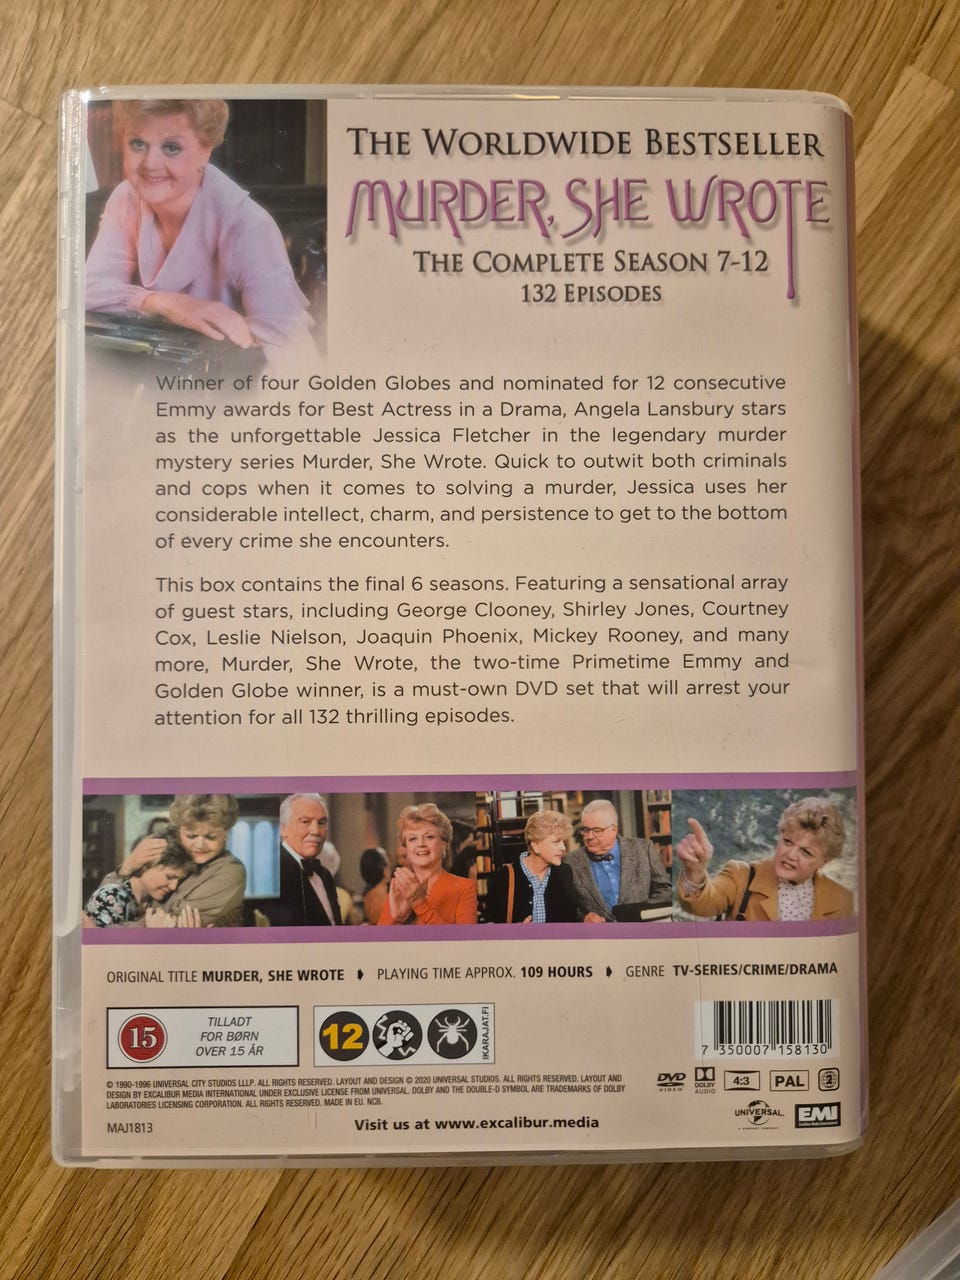 THE WORLDWIDE BESTSELLER
MURDER, SHE WROTE
THE COMPLETE SEASON 7-12
132 EPISODES
Winner of four Golden Globes and nominated for 12 consecutive
Emmy awards for Best Actress in a Drama, Angela Lansbury stars
as the unforgettable Jessica Fletcher in the legendary murder
mystery series Murder, She Wrote. Quick to outwit both criminals
and cops when it comes to solving a murder, Jessica uses her
considerable intellect, charm, and persistence to get to the bottom
of every crime she encounters.
This box contains the final 6 seasons. Featuring a sensational array
of guest stars, including George Clooney, Shirley Jones, Courtney
Cox, Leslie Nielson, Joaquin Phoenix, Mickey Rooney, and many
more, Murder, She Wrote, the two-time Primetime Emmy and
Golden Globe winner, is a must-own DVD set that will arrest your
attention for all 132 thrilling episodes.
ORIGINAL TITLE MURDER, SHE WROTE PLAYING TIME APPROX. 109 HOURS GENRE TV-SERIES/CRIME/DRAMA
15
TILLADT
FOR BØRN
OVER 15 ÅR
12
IKARAJAT.FI
7 350007 158130
© 1990-1996 UNIVERSAL CITY STUDIOS LLLP. ALL RIGHTS RESERVED. LAYOUT AND DESIGN © 2020 UNIVERSAL STUDIOS. ALL RIGHTS RESERVED. LAYOUT AND
DESIGN BY EXCALIBUR MEDIA INTERNATIONAL UNDER EXCLUSIVE LICENSE FROM UNIVERSAL. DOLBY AND THE DOUBLE-D SYMBOL ARE TRADEMARKS OF DOLBY
LABORATORIES LICENSING CORPORATION. ALL RIGHTS RESERVED. MADE IN EU. NCB.
DVD
VIDEO
DOLBY
AUDIO
4:3
PAL
2
MAJ1813
Visit us at www.excalibur.media
UNIVERSAL
EMI